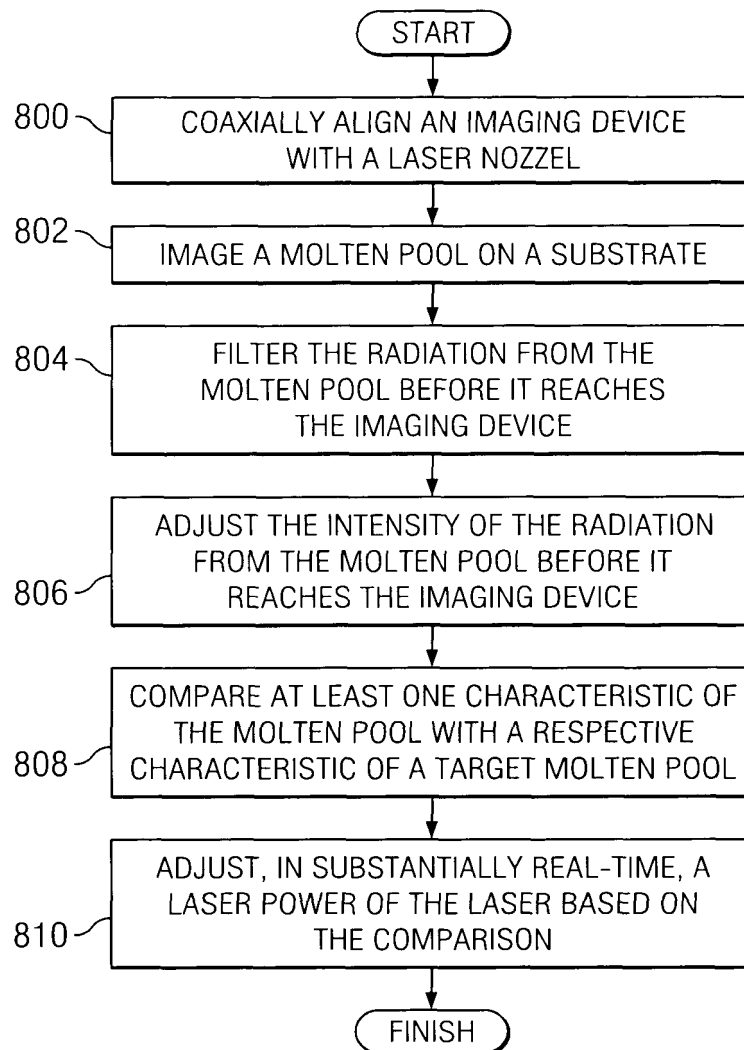 START
800
COAXIALLY ALIGN AN IMAGING DEVICE
WITH A LASER NOZZEL
802
IMAGE A MOLTEN POOL ON A SUBSTRATE
804
FILTER THE RADIATION FROM THE
MOLTEN POOL BEFORE IT REACHES
THE IMAGING DEVICE
806
ADJUST THE INTENSITY OF THE RADIATION
FROM THE MOLTEN POOL BEFORE IT
REACHES THE IMAGING DEVICE
808
COMPARE AT LEAST ONE CHARACTERISTIC OF
THE MOLTEN POOL WITH A RESPECTIVE
CHARACTERISTIC OF A TARGET MOLTEN POOL
810
ADJUST, IN SUBSTANTIALLY REAL-TIME, A
LASER POWER OF THE LASER BASED ON
THE COMPARISON
FINISH